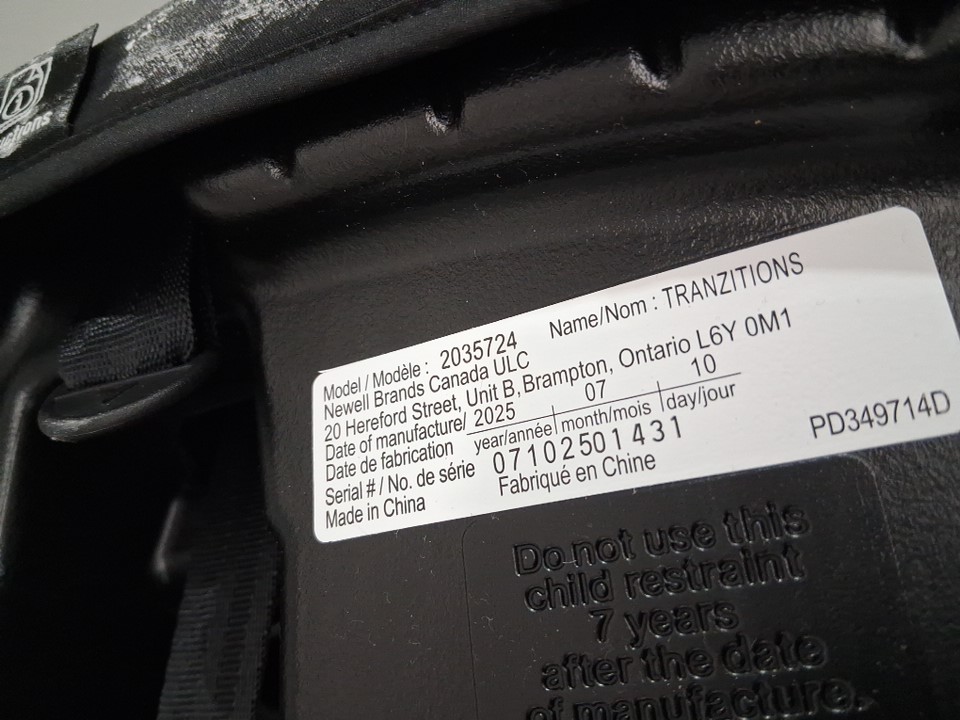 Model / Modèle : 2035724 Name/Nom : TRANZITIONS
Newell Brands Canada ULC
20 Hereford Street, Unit B, Brampton, Ontario L6Y 0M1
Date of manufacture/ 2025 07 10
Date de fabrication year/année month/mois day/jour
Serial # / No. de série 07102501431
Made in China Fabriqué en Chine
PD349714D
Do not use this
child restraint
7 years
after the date
of manufacture.